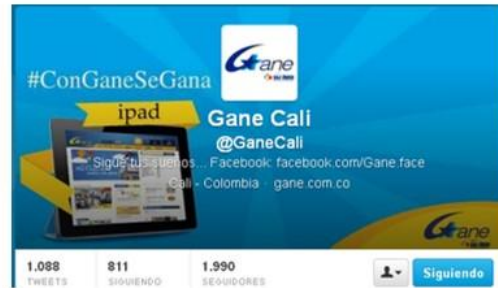 Gane
#ConGaneSeGana
ipad
Gane Cali
@GaneCali
Sigue tus sueños... Facebook: facebook.com/Gane.face
Cali - Colombia · gane.com.co
Gane
1.088 811 1.990
TWEETS SIGUIENDO SEGUIDORES
Siguiendo